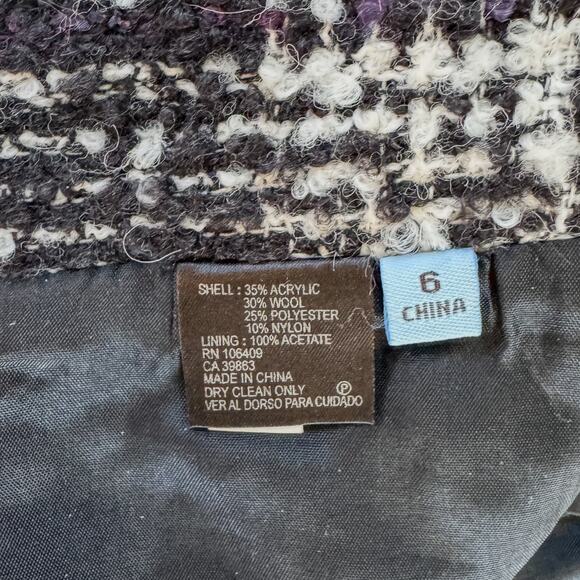 SHELL : 35% ACRYLIC
30% WOOL
25% POLYESTER
10% NYLON
LINING : 100% ACETATE
RN 106409
CA 39863
MADE IN CHINA
DRY CLEAN ONLY Ⓟ
VER AL DORSO PARA CUIDADO
6
CHINA